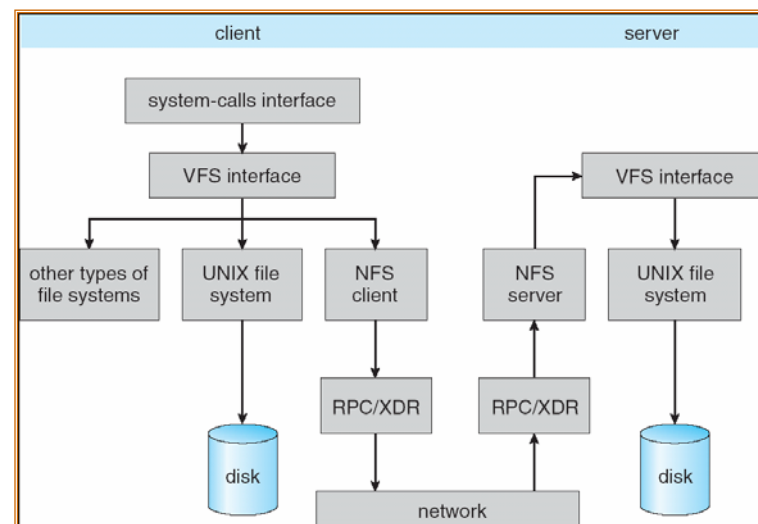 client
server
system-calls interface
VFS interface
VFS interface
other types of
file systems
UNIX file
system
NFS
client
NFS
server
UNIX file
system
RPC/XDR
RPC/XDR
disk
disk
network